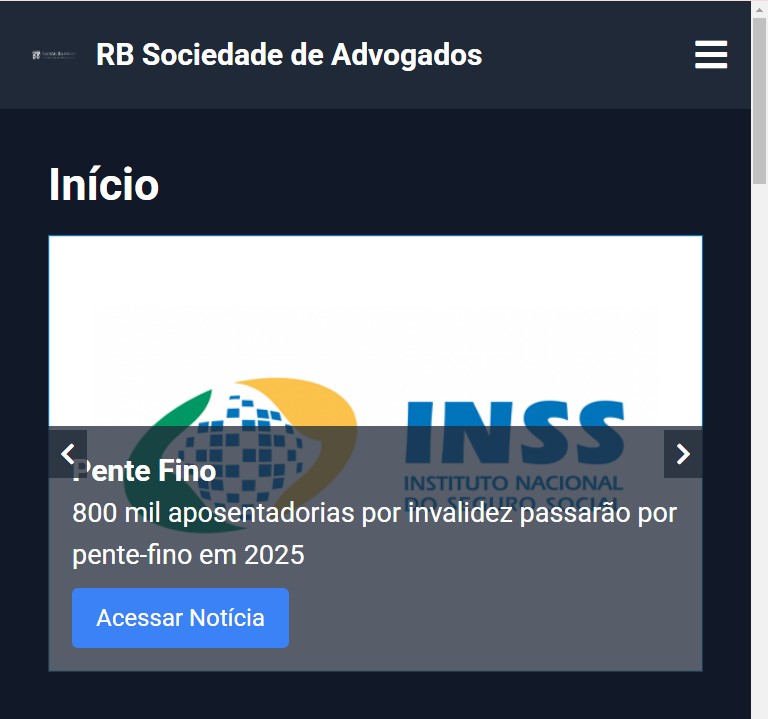 RB Sociedade de Advogados
Início
INSS
INSTITUTO NACIONAL
DO SEGURO SOCIAL
Pente Fino
800 mil aposentadorias por invalidez passarão por
pente-fino em 2025
Acessar Notícia